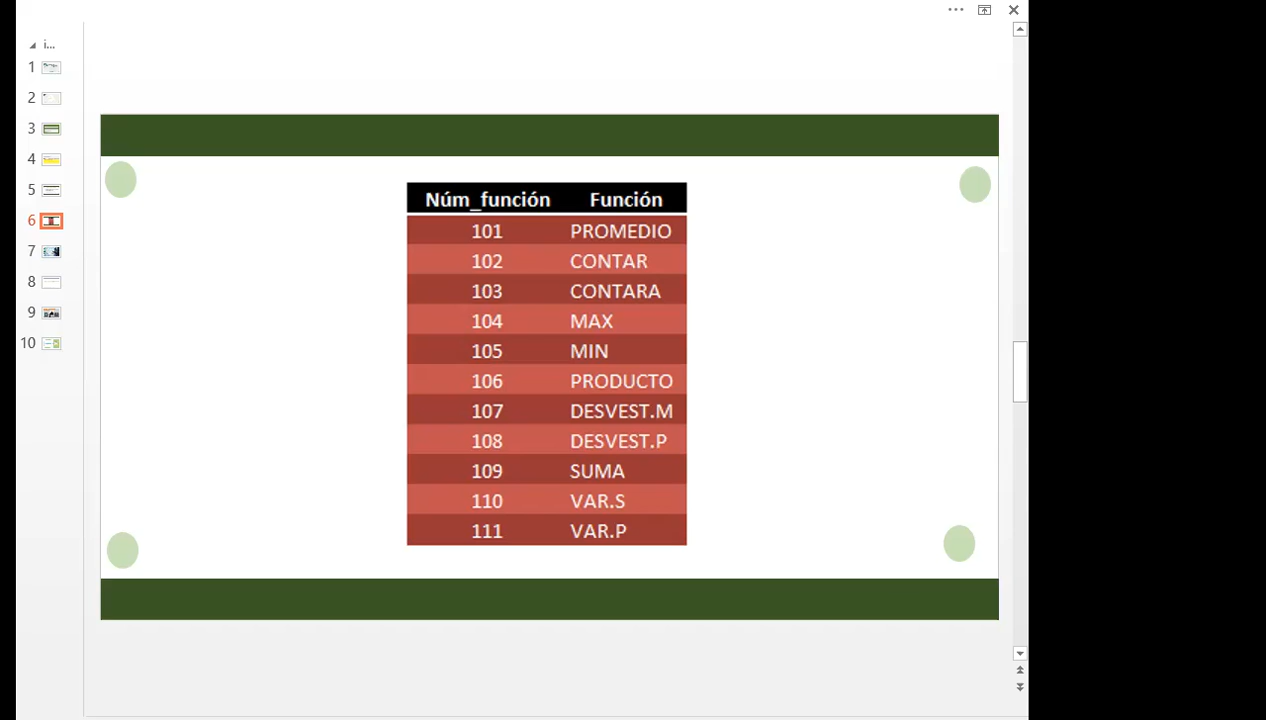 i...
1
2
3
4
5
6
7
8
9
10
Núm_función Función
101 PROMEDIO
102 CONTAR
103 CONTARA
104 MAX
105 MIN
106 PRODUCTO
107 DESVEST.M
108 DESVEST.P
109 SUMA
110 VAR.S
111 VAR.P